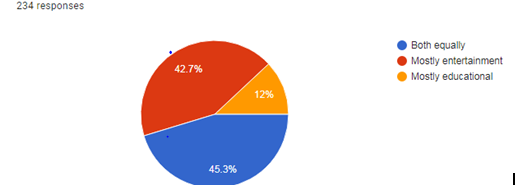 234 responses
Both equally
Mostly entertainment
Mostly educational
42.7%
12%
45.3%